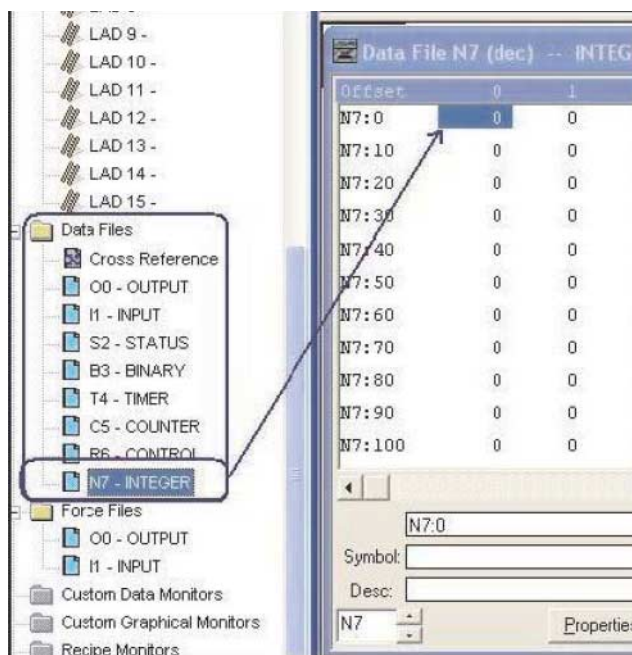 LAD 9 -
LAD 10 -
LAD 11 -
LAD 12 -
LAD 13 -
LAD 14 -
LAD 15 -
Data Files
Cross Reference
O0 - OUTPUT
I1 - INPUT
S2 - STATUS
B3 - BINARY
T4 - TIMER
C5 - COUNTER
R6 - CONTROL
N7 - INTEGER
Force Files
O0 - OUTPUT
I1 - INPUT
Custom Data Monitors
Custom Graphical Monitors
Recipe Monitors
Data File N7 (dec) -- INTEG
Offset 0 1
N7:0 0 0
N7:10 0 0
N7:20 0 0
N7:30 0 0
N7:40 0 0
N7:50 0 0
N7:60 0 0
N7:70 0 0
N7:80 0 0
N7:90 0 0
N7:100 0 0
N7:0
Symbol:
Desc:
N7
Properties